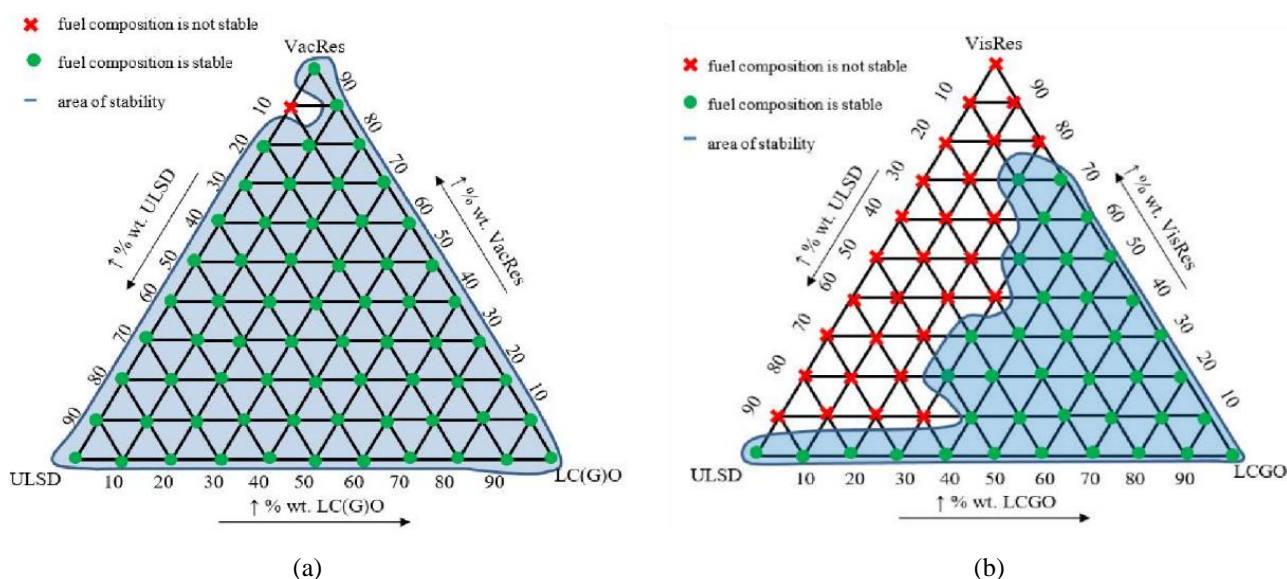 fuel composition is not stable
fuel composition is stable
area of stability
VacRes
10
20
30
40
50
60
70
80
90
↑ % wt. ULSD
90
80
70
60
50
40
30
20
10
↑ % wt. VacRes
ULSD
10 20 30 40 50 60 70 80 90
LC(G)O
↑ % wt. LC(G)O
(a)
VisRes
fuel composition is not stable
fuel composition is stable
area of stability
10
20
30
40
50
60
70
80
90
↑ % wt. ULSD
90
80
70
60
50
40
30
20
10
↑ % wt. VisRes
ULSD
10 20 30 40 50 60 70 80 90
LCGO
↑ % wt. LCGO
(b)